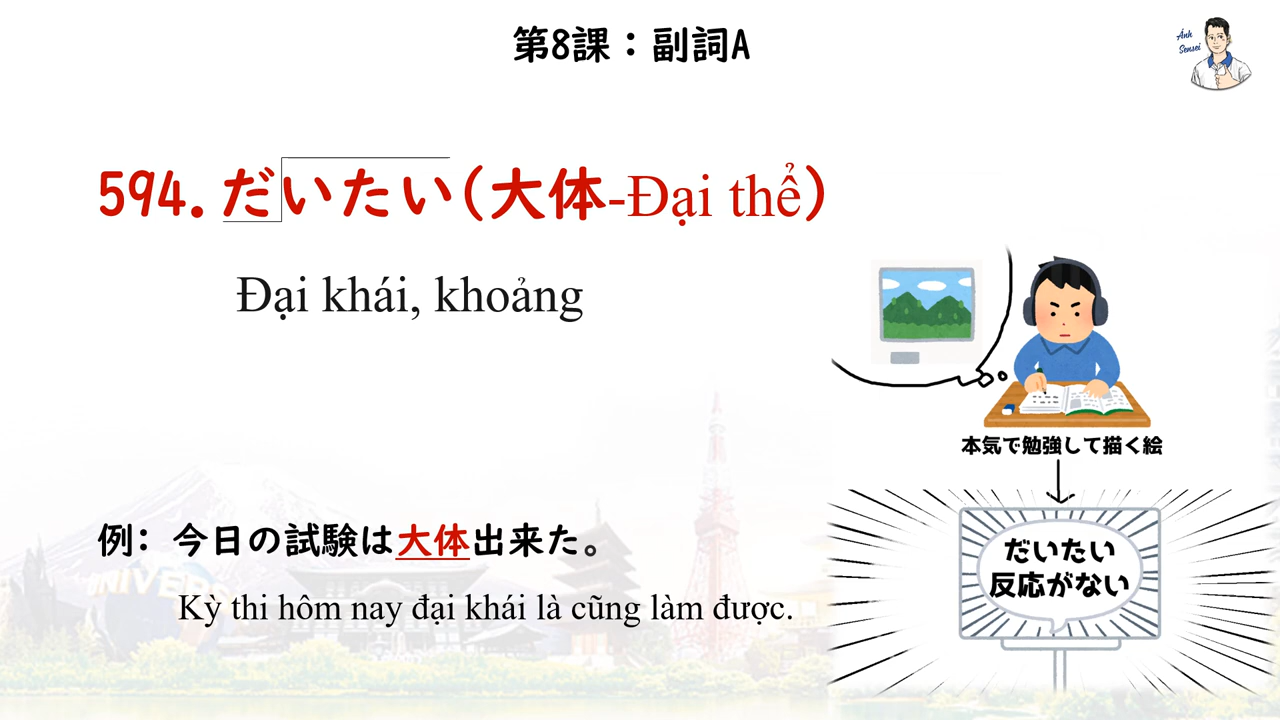 第8課：副詞A
Ánh
Sensei
594. だいたい(大体-Đại thể)
Đại khái, khoảng
本気で勉強して描く絵
例: 今日の試験は大体出来た。
だいたい
反応がない
UNIVER
Kỳ thi hôm nay đại khái là cũng làm được.